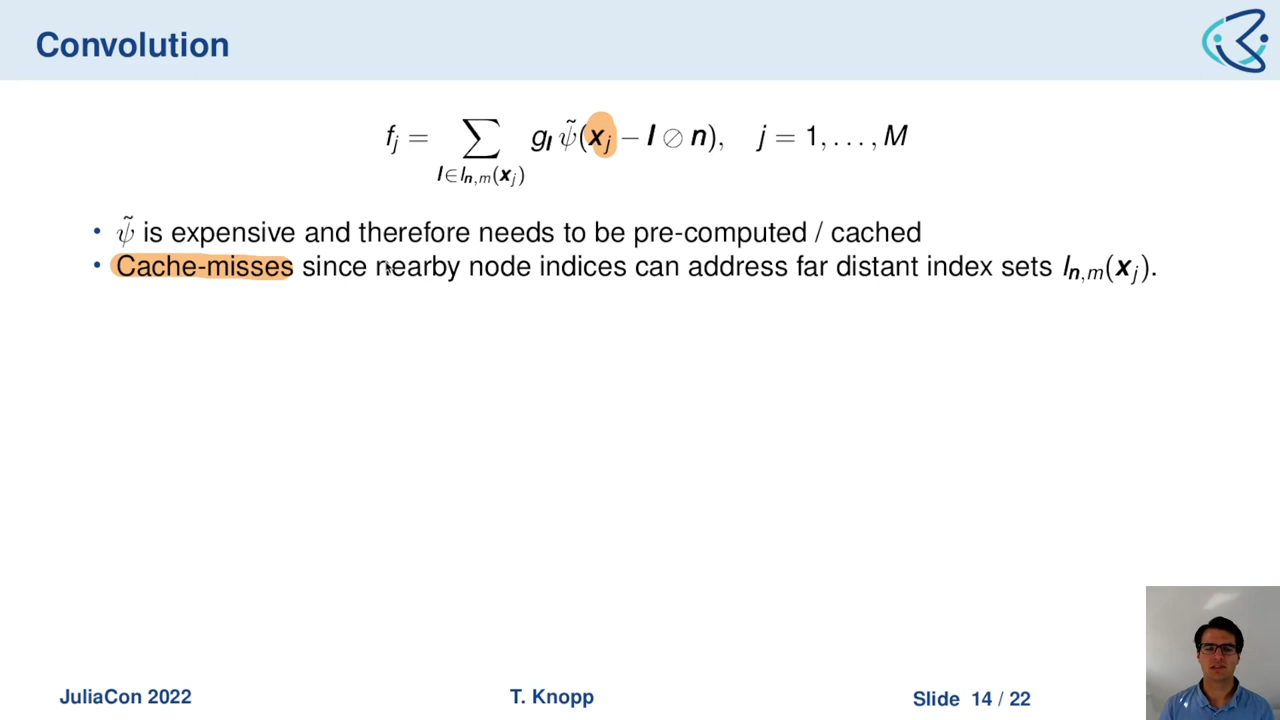 Convolution
f_j = ∑_{l∈I_{n,m}(x_j)} g_l ψ̃(x_j − l ⊘ n), j = 1, . . . , M
• ψ̃ is expensive and therefore needs to be pre-computed / cached
• Cache-misses since nearby node indices can address far distant index sets I_{n,m}(x_j).
JuliaCon 2022
T. Knopp
Slide 14 / 22